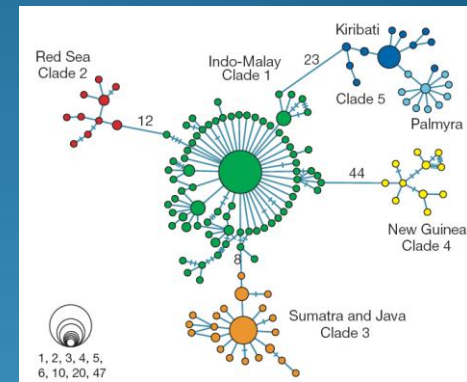 Kiribati
Red Sea
Clade 2
Indo-Malay
Clade 1
23
Clade 5
Palmyra
12
44
New Guinea
Clade 4
8
Sumatra and Java
Clade 3
1, 2, 3, 4, 5,
6, 10, 20, 47